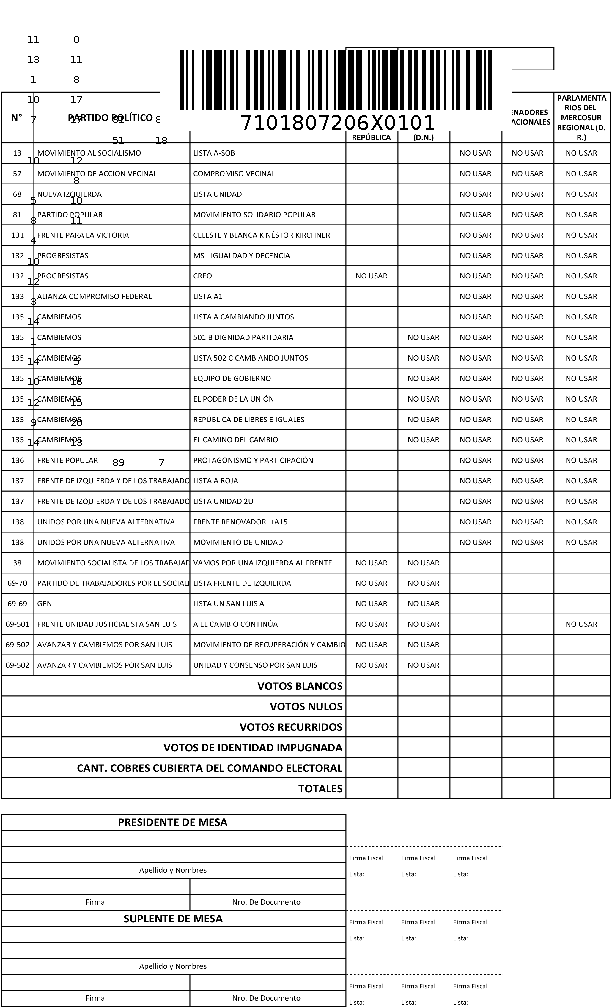 11 0
13 11
1 8
10 17
7101807206X0101
N° PARTIDO POLÍTICO REPÚBLICA (D.N.) PARLAMENTARIOS DEL MERCOSUR REGIONAL (D.R.)
7 8
51 18
13 MOVIMIENTO AL SOCIALISMO LISTA A-SOB NO USAR NO USAR NO USAR
10 12
57 MOVIMIENTO DE ACCION VECINAL COMPROMISO VECINAL NO USAR NO USAR NO USAR
8
68 NUEVA IZQUIERDA LISTA UNIDAD NO USAR NO USAR NO USAR
5 10
81 PARTIDO POPULAR MOVIMIENTO SOLIDARIO POPULAR NO USAR NO USAR NO USAR
8 11
131 FRENTE PARA LA VICTORIA CELESTE Y BLANCA K NÉSTOR KIRCHNER NO USAR NO USAR NO USAR
4
132 PROGRESISTAS MS - IGUALDAD Y DECENCIA NO USAR NO USAR NO USAR
10
132 PROGRESISTAS CREO NO USAR NO USAR NO USAR NO USAR
12
133 ALIANZA COMPROMISO FEDERAL LISTA A1 NO USAR NO USAR NO USAR
135 CAMBIEMOS LISTA A CAMBIANDO JUNTOS NO USAR NO USAR NO USAR
14
135 CAMBIEMOS 501 B DIGNIDAD PARTIDARIA NO USAR NO USAR NO USAR NO USAR
1
135 CAMBIEMOS LISTA 502 C CAMBIANDO JUNTOS NO USAR NO USAR NO USAR NO USAR
14 5
135 CAMBIEMOS EQUIPO DE GOBIERNO NO USAR NO USAR NO USAR NO USAR
10 16
135 CAMBIEMOS EL PODER DE LA UNIÓN NO USAR NO USAR NO USAR NO USAR
12 15
135 CAMBIEMOS REPUBLICA DE LIBRES E IGUALES NO USAR NO USAR NO USAR NO USAR
9 20
135 CAMBIEMOS EL CAMINO DEL CAMBIO NO USAR NO USAR NO USAR NO USAR
14 13
136 FRENTE POPULAR PROTAGONISMO Y PARTICIPACIÓN NO USAR NO USAR NO USAR
89 7
137 FRENTE DE IZQUIERDA Y DE LOS TRABAJADO LISTA A ROJA NO USAR NO USAR NO USAR
137 FRENTE DE IZQUIERDA Y DE LOS TRABAJADO LISTA UNIDAD 2U NO USAR NO USAR NO USAR
138 UNIDOS POR UNA NUEVA ALTERNATIVA FRENTE RENOVADOR +A15 NO USAR NO USAR NO USAR
138 UNIDOS POR UNA NUEVA ALTERNATIVA MOVIMIENTO DE UNIDAD NO USAR NO USAR NO USAR
38 MOVIMIENTO SOCIALISTA DE LOS TRABAJAD VAMOS POR UNA IZQUIERDA AL FRENTE NO USAR NO USAR
69-70 PARTIDO DE TRABAJADORES POR EL SOCIAL LISTA FRENTE DE IZQUIERDA NO USAR NO USAR
69-69 GEN LISTA UN SAN LUIS A NO USAR NO USAR
69-501 FRENTE UNIDAD JUSTICIALISTA SAN LUIS A EL CAMBIO CONTINÚA NO USAR NO USAR NO USAR
69-502 AVANZAR Y CAMBIEMOS POR SAN LUIS MOVIMIENTO DE RECUPERACIÓN Y CAMBIO NO USAR NO USAR
69-502 AVANZAR Y CAMBIEMOS POR SAN LUIS UNIDAD Y CONSENSO POR SAN LUIS NO USAR NO USAR
VOTOS BLANCOS
VOTOS NULOS
VOTOS RECURRIDOS
VOTOS DE IDENTIDAD IMPUGNADA
CANT. COBRES CUBIERTA DEL COMANDO ELECTORAL
TOTALES
PRESIDENTE DE MESA
Firma Fiscal Firma Fiscal Firma Fiscal
Apellido y Nombres
Lista: Lista: Lista:
Firma Nro. De Documento
SUPLENTE DE MESA
Firma Fiscal Firma Fiscal Firma Fiscal
Lista: Lista: Lista:
Apellido y Nombres
Firma Fiscal Firma Fiscal Firma Fiscal
Firma Nro. De Documento
Lista: Lista: Lista: